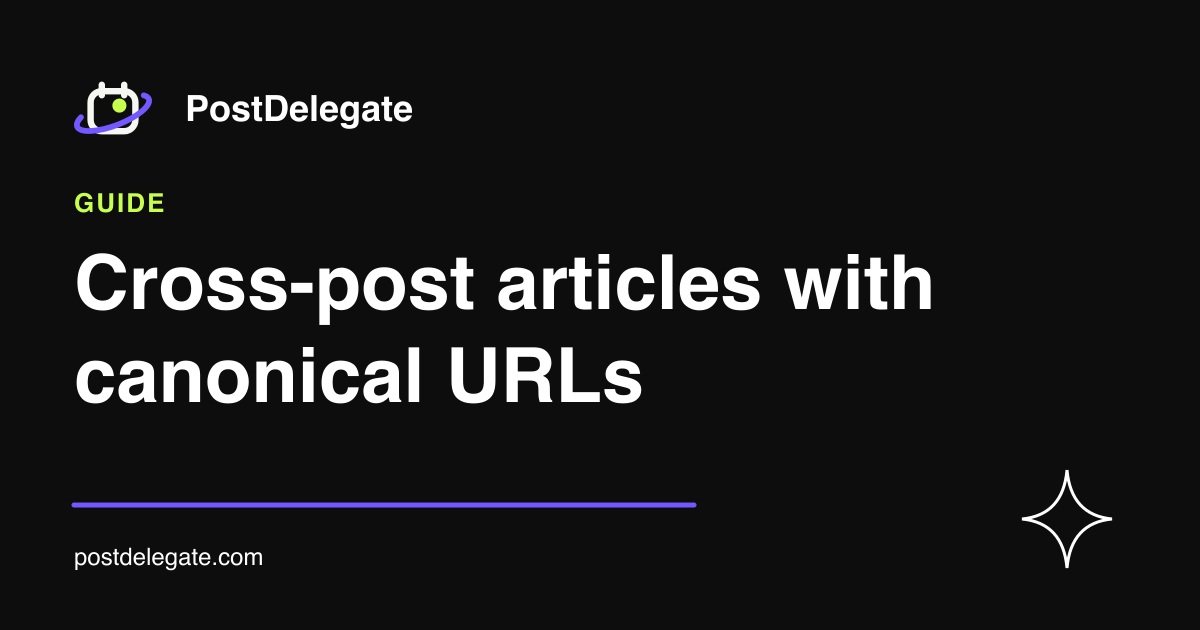 PostDelegate
GUIDE
Cross-post articles with
canonical URLs
postdelegate.com